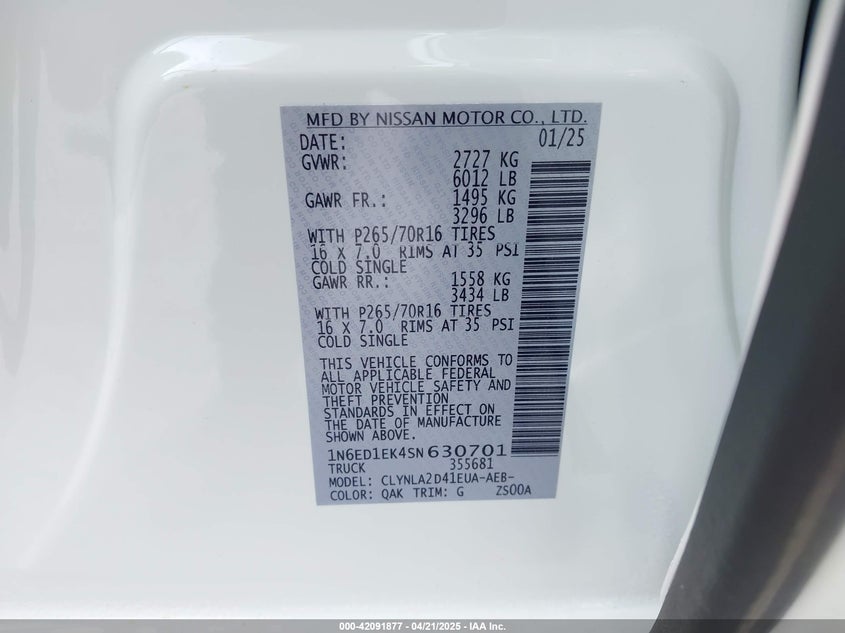 MFD BY NISSAN MOTOR CO., LTD.
DATE: 01/25
GVWR: 2727 KG
6012 LB
GAWR FR.: 1495 KG
3296 LB
WITH P265/70R16 TIRES
16 X 7.0 RIMS AT 35 PSI
COLD SINGLE
GAWR RR.: 1558 KG
3434 LB
WITH P265/70R16 TIRES
16 X 7.0 RIMS AT 35 PSI
COLD SINGLE
THIS VEHICLE CONFORMS TO
ALL APPLICABLE FEDERAL
MOTOR VEHICLE SAFETY AND
THEFT PREVENTION
STANDARDS IN EFFECT ON
THE DATE OF MANUFACTURE
SHOWN ABOVE.
1N6ED1EK4SN630701
TRUCK 355681
MODEL: CLYNLA2D41EUA-AEB-
COLOR: QAK TRIM: G ZS00A
000-42091877 - 04/21/2025 - IAA Inc.